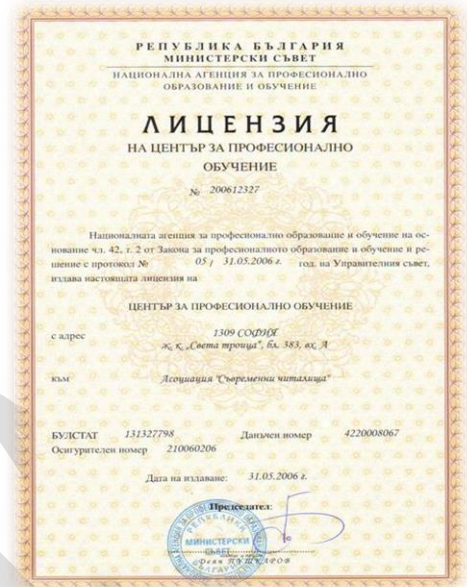 РЕПУБЛИКА БЪЛГАРИЯ
МИНИСТЕРСКИ СЪВЕТ
НАЦИОНАЛНА АГЕНЦИЯ ЗА ПРОФЕСИОНАЛНО
ОБРАЗОВАНИЕ И ОБУЧЕНИЕ
ЛИЦЕНЗИЯ
НА ЦЕНТЪР ЗА ПРОФЕСИОНАЛНО
ОБУЧЕНИЕ
№ 200612327
Националната агенция за професионално образование и обучение на ос-
нование чл. 42, т. 2 от Закона за професионалното образование и обучение и ре-
шение с протокол № 05 / 31.05.2006 г. год. на Управителния съвет,
издава настоящата лицензия на
ЦЕНТЪР ЗА ПРОФЕСИОНАЛНО ОБУЧЕНИЕ
с адрес 1309 СОФИЯ
ж. к. „Света троица", бл. 383, вх. А
към Асоциация "Съвременни читалища"
БУЛСТАТ 131327798 Данъчен номер 4220008067
Осигурителен номер 210060206
Дата на издаване: 31.05.2006 г.
Председател:
МИНИСТЕРСКИ
СЪВЕТ
ПУШКАРОВ